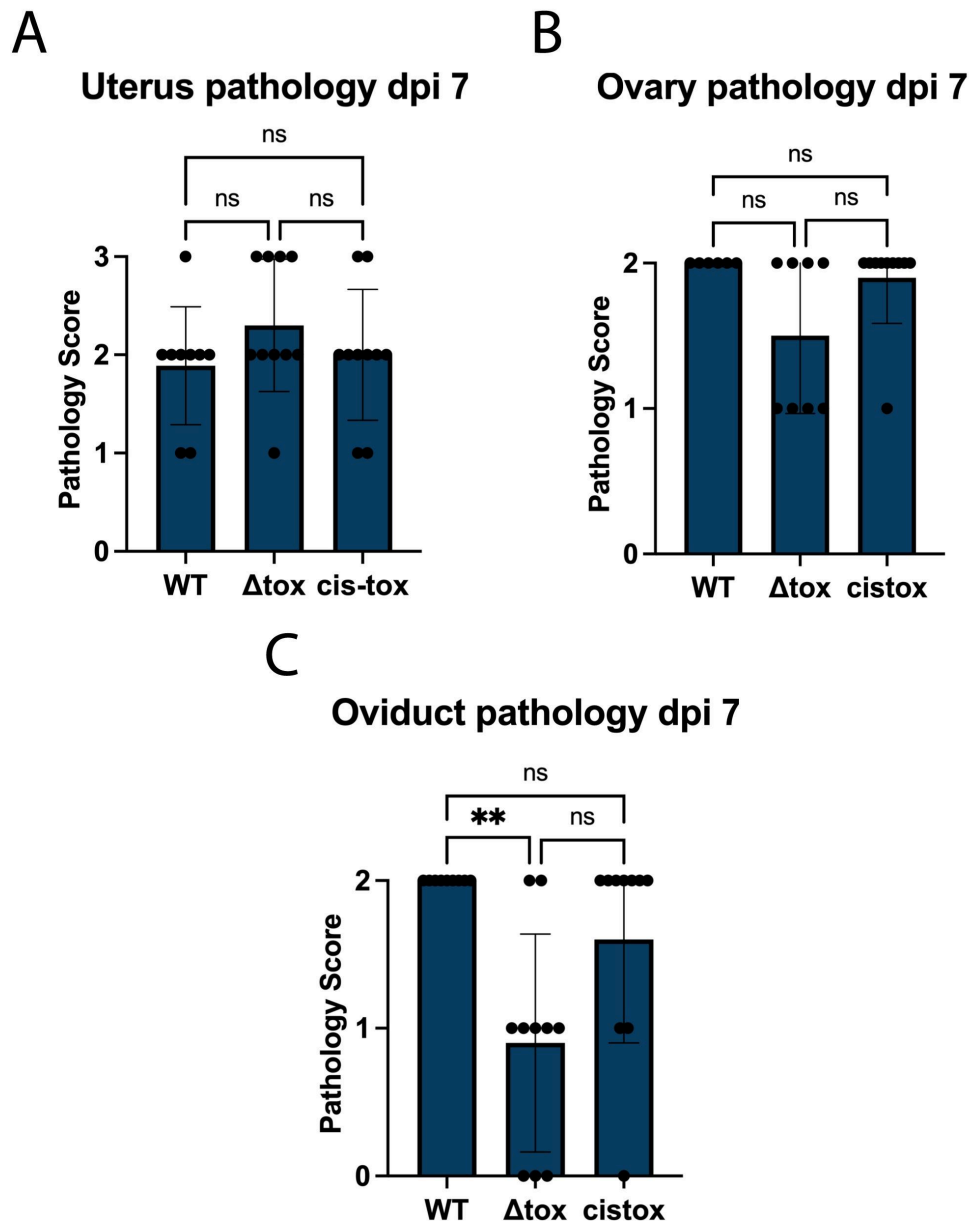 A
Uterus pathology dpi 7
ns
ns
ns
Pathology Score
3
2
1
0
WT
Δtox
cis-tox
B
Ovary pathology dpi 7
ns
ns
ns
Pathology Score
2
1
0
WT
Δtox
cistox
C
Oviduct pathology dpi 7
ns
**
ns
Pathology Score
2
1
0
WT
Δtox
cistox